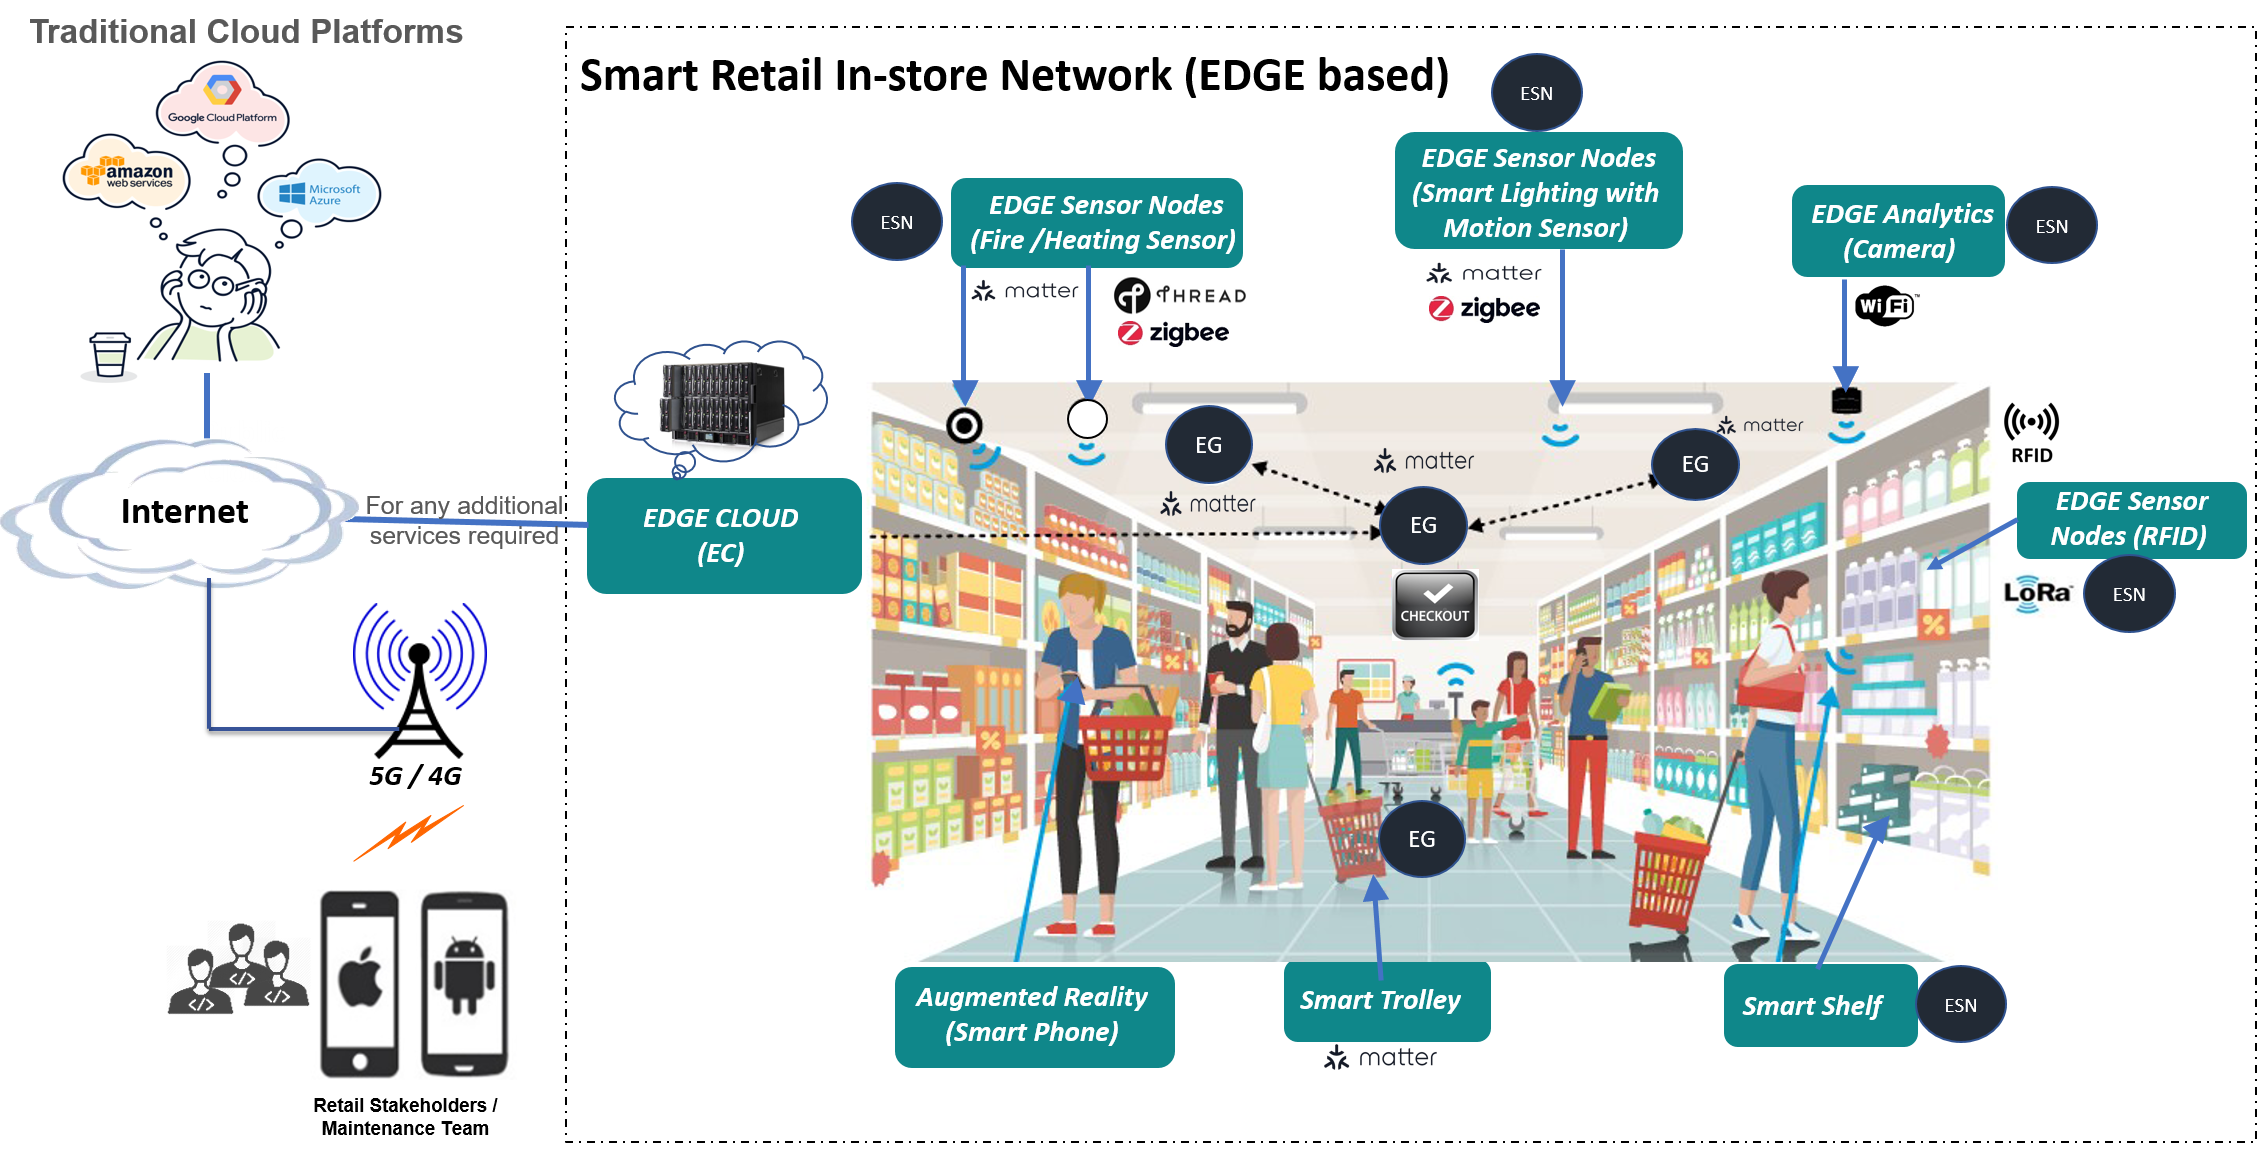 Traditional Cloud Platforms
Google Cloud Platform
amazon
web services
Microsoft
Azure
Internet
For any additional
services required
5G / 4G
Retail Stakeholders /
Maintenance Team
Smart Retail In-store Network (EDGE based)
ESN
EDGE Sensor Nodes
(Smart Lighting with
Motion Sensor)
matter
zigbee
ESN
EDGE Sensor Nodes
(Fire /Heating Sensor)
matter
THREAD
zigbee
EDGE Analytics
(Camera)
ESN
WiFi™
EDGE CLOUD
(EC)
EG
matter
matter
EG
matter
EG
CHECKOUT
RFID
EDGE Sensor
Nodes (RFID)
LoRa™
ESN
%
%
%
%
%
EG
Augmented Reality
(Smart Phone)
Smart Trolley
matter
Smart Shelf
ESN